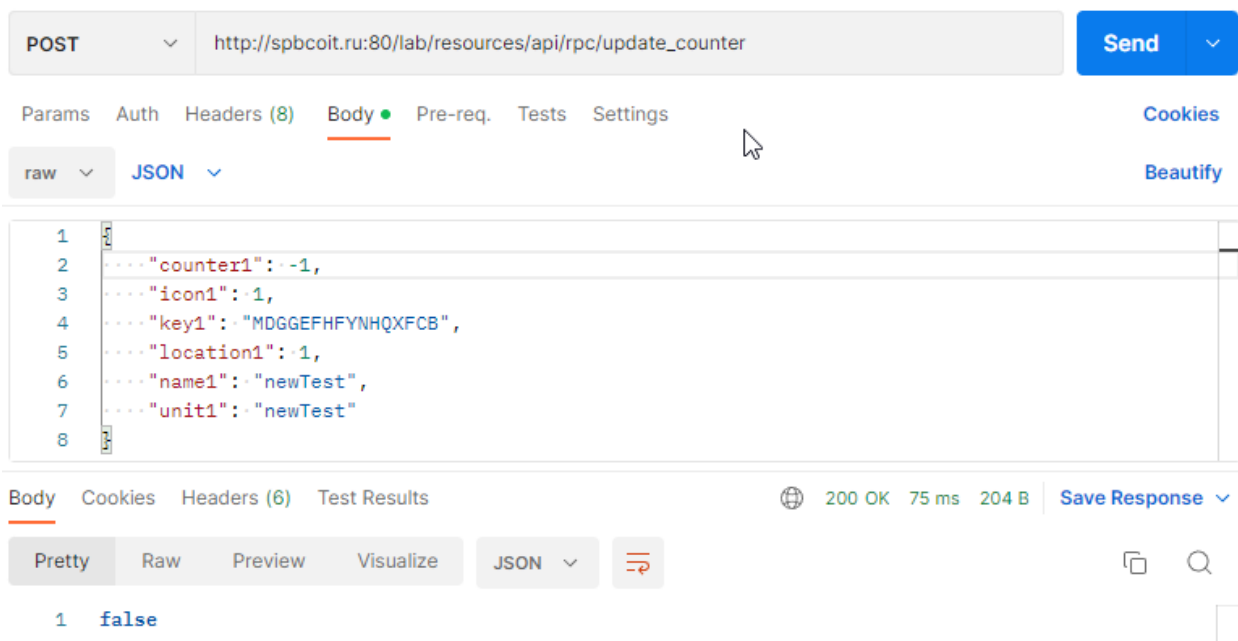 POST http://spbcoit.ru:80/lab/resources/api/rpc/update_counter Send
Params Auth Headers (8) Body Pre-req. Tests Settings Cookies
raw JSON Beautify
1 {
2 "counter1": -1,
3 "icon1": 1,
4 "key1": "MDGGEFHFYNHQXFCB",
5 "location1": 1,
6 "name1": "newTest",
7 "unit1": "newTest"
8 }
Body Cookies Headers (6) Test Results 200 OK 75 ms 204 B Save Response
Pretty Raw Preview Visualize JSON
1 false